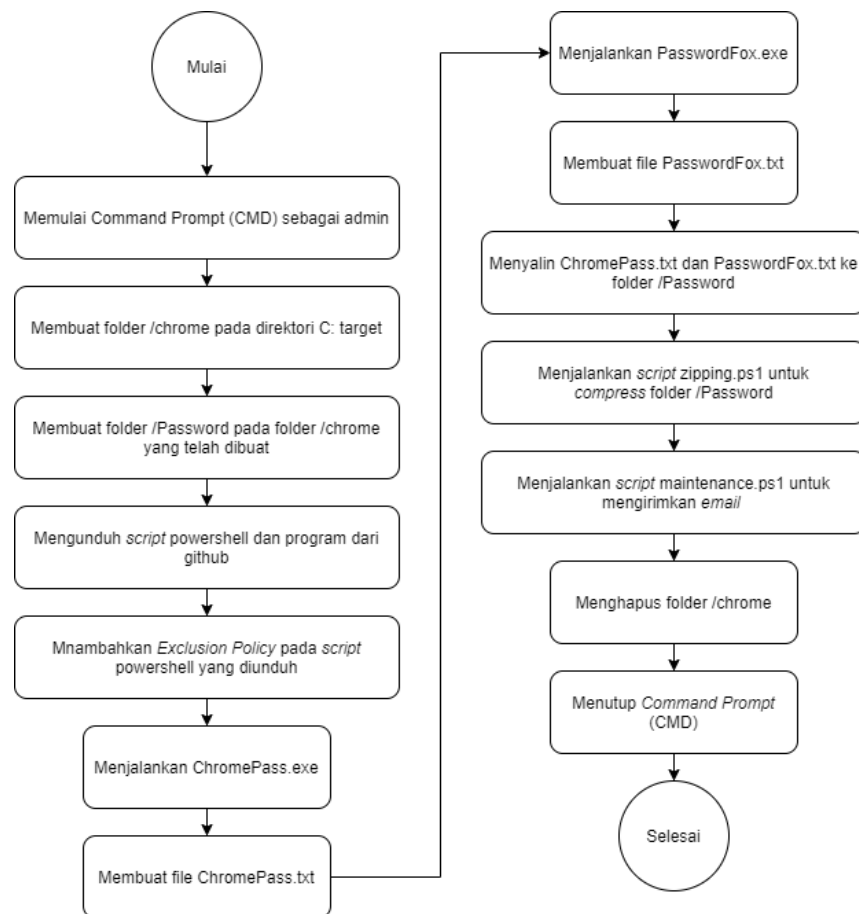 Mulai
Memulai Command Prompt (CMD) sebagai admin
Membuat folder /chrome pada direktori C: target
Membuat folder /Password pada folder /chrome
yang telah dibuat
Mengunduh script powershell dan program dari
github
Mnambahkan Exclusion Policy pada script
powershell yang diunduh
Menjalankan ChromePass.exe
Membuat file ChromePass.txt
Menjalankan PasswordFox.exe
Membuat file PasswordFox.txt
Menyalin ChromePass.txt dan PasswordFox.txt ke
folder /Password
Menjalankan script zipping.ps1 untuk
compress folder /Password
Menjalankan script maintenance.ps1 untuk
mengirimkan email
Menghapus folder /chrome
Menutup Command Prompt
(CMD)
Selesai